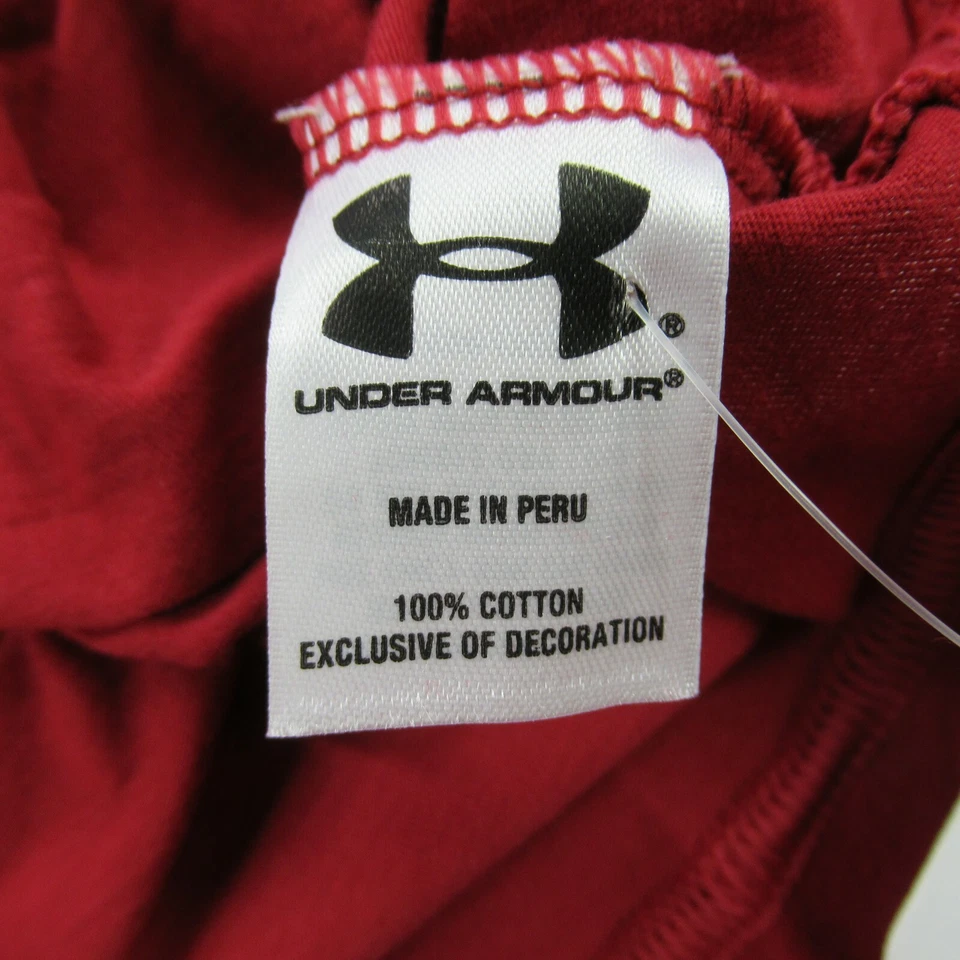 ®
UNDER ARMOUR®
MADE IN PERU
100% COTTON
EXCLUSIVE OF DECORATION